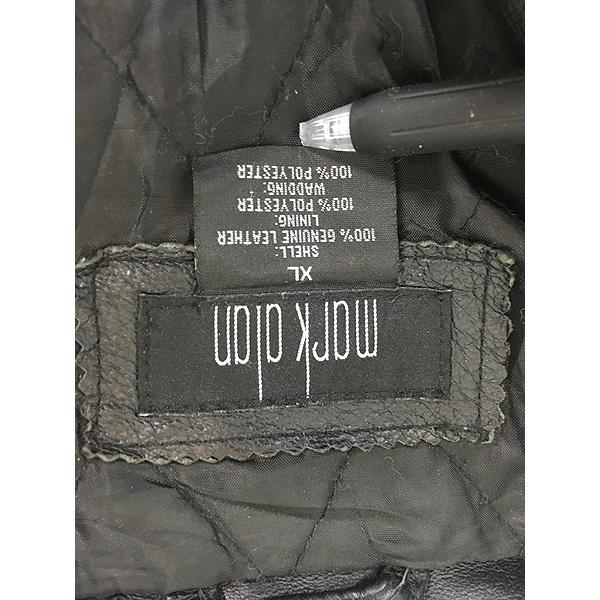 mark alan
XL
SHELL:
100% GENUINE LEATHER
LINING:
100% POLYESTER
WADDING:
100% POLYESTER